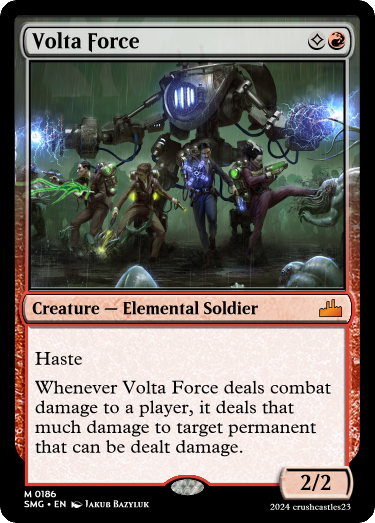 Volta Force
Creature — Elemental Soldier
Haste
Whenever Volta Force deals combat
damage to a player, it deals that
much damage to target permanent
that can be dealt damage.
2/2
M 0186
SMG • EN Jakub Bazyluk
2024 crushcastles23